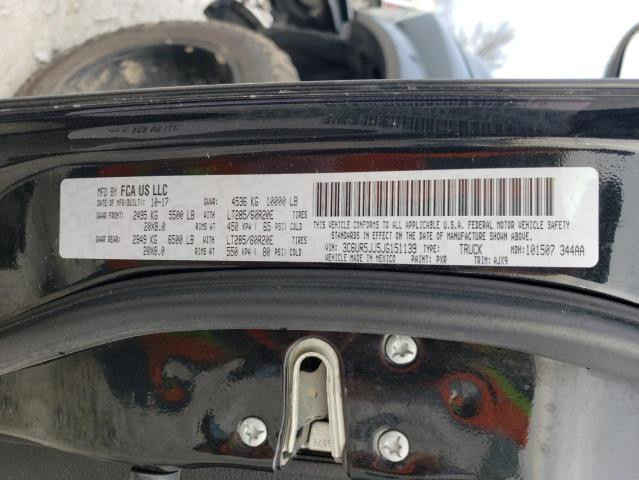 MFD BY FCA US LLC
DATE OF MFR(BUILT): 10-17 GVWR: 4536 KG 10000 LB
GAWR FRONT: 2495 KG 5500 LB WITH LT285/60R20E TIRES
20X8.0 RIMS AT 450 KPA ( 65 PSI) COLD
GAWR REAR: 2949 KG 6500 LB WITH LT285/60R20E TIRES
20X8.0 RIMS AT 550 KPA ( 80 PSI) COLD
THIS VEHICLE CONFORMS TO ALL APPLICABLE U.S.A. FEDERAL MOTOR VEHICLE SAFETY
STANDARDS IN EFFECT ON THE DATE OF MANUFACTURE SHOWN ABOVE.
VIN: 3C6UR5JJ5JG151139 TYPE: TRUCK MDH: 101507 344AA
VEHICLE MADE IN MEXICO PAINT: PXR TRIM: AJX9